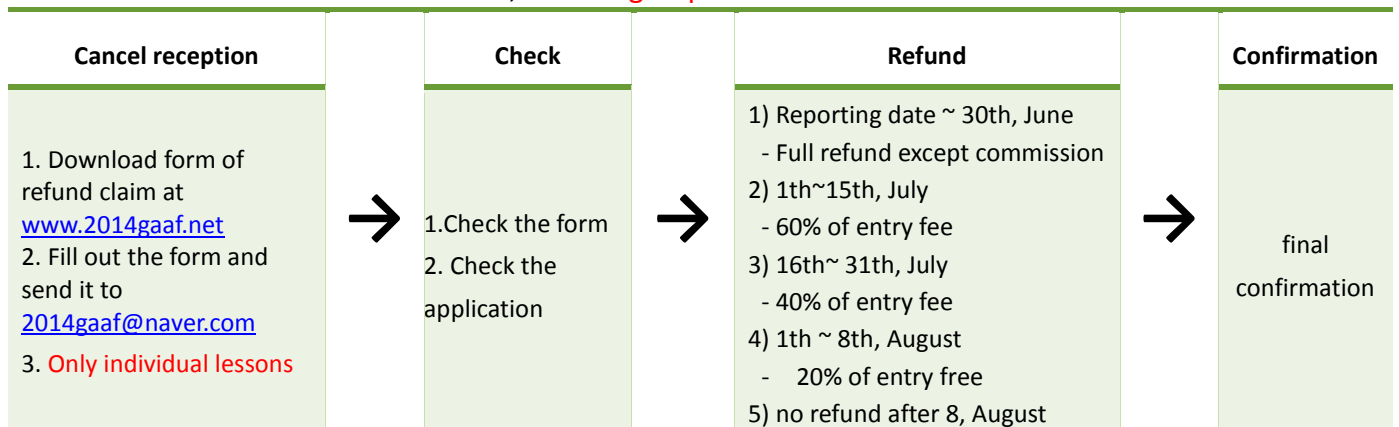 Cancel reception
Check
Refund
Confirmation
1. Download form of
refund claim at
www.2014gaaf.net
2. Fill out the form and
send it to
2014gaaf@naver.com
3. Only individual lessons
1.Check the form
2. Check the
application
1) Reporting date ~ 30th, June
- Full refund except commission
2) 1th~15th, July
- 60% of entry fee
3) 16th~ 31th, July
- 40% of entry fee
4) 1th ~ 8th, August
- 20% of entry free
5) no refund after 8, August
final
confirmation